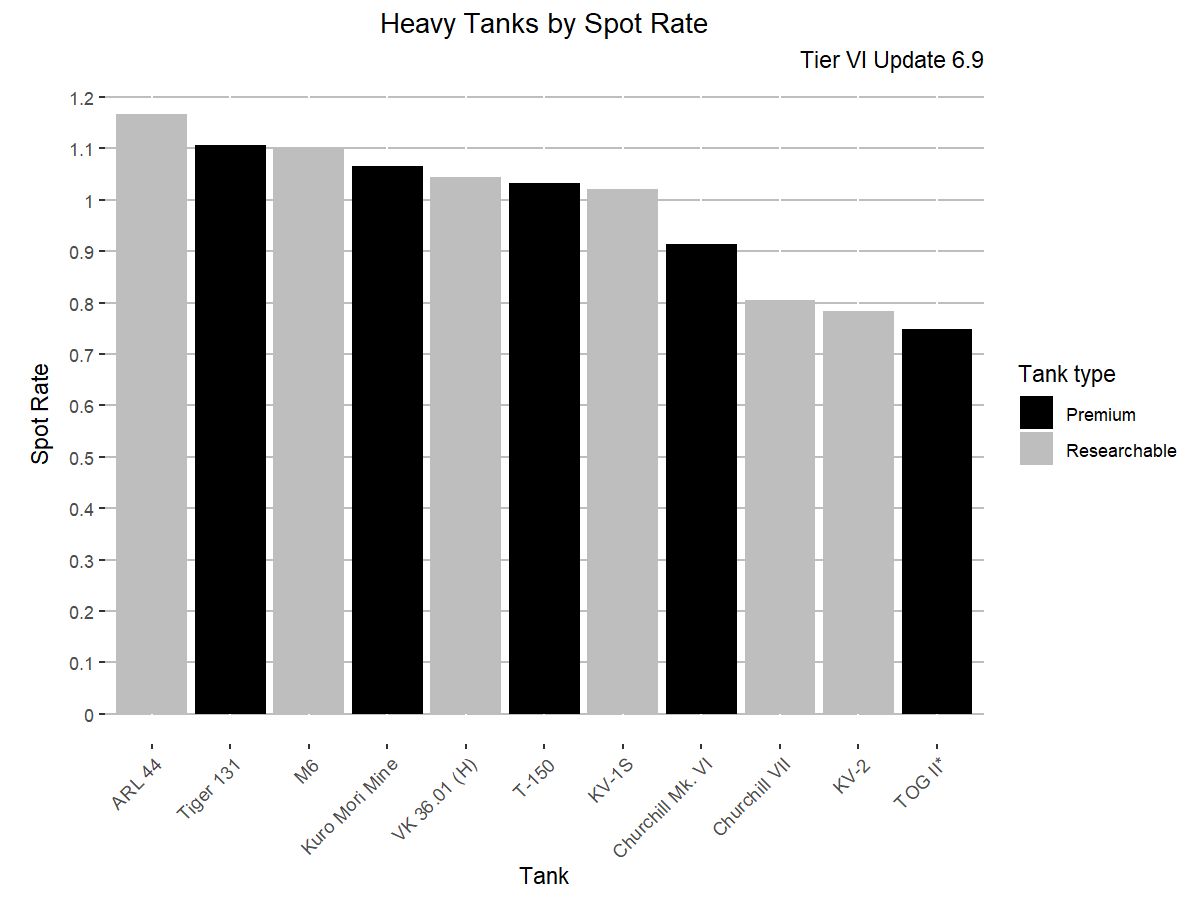 Heavy Tanks by Spot Rate
Tier VI Update 6.9
1.2
1.1
1
0.9
0.8
0.7
0.6
0.5
0.4
0.3
0.2
0.1
0
Spot Rate
ARL 44
Tiger 131
M6
Kuro Mori Mine
VK 36.01 (H)
T-150
KV-1S
Churchill Mk. VI
Churchill VII
KV-2
TOG II*
Tank
Tank type
Premium
Researchable